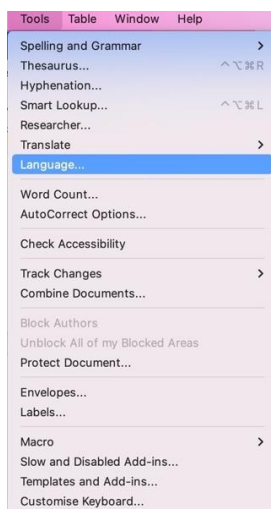 Tools Table Window Help
Spelling and Grammar >
Thesaurus... ^⌥⌘R
Hyphenation...
Smart Lookup... ^⌥⌘L
Researcher...
Translate >
Language...
Word Count...
AutoCorrect Options...
Check Accessibility
Track Changes >
Combine Documents...
Block Authors
Unblock All of my Blocked Areas
Protect Document...
Envelopes...
Labels...
Macro >
Slow and Disabled Add-ins...
Templates and Add-ins...
Customise Keyboard...